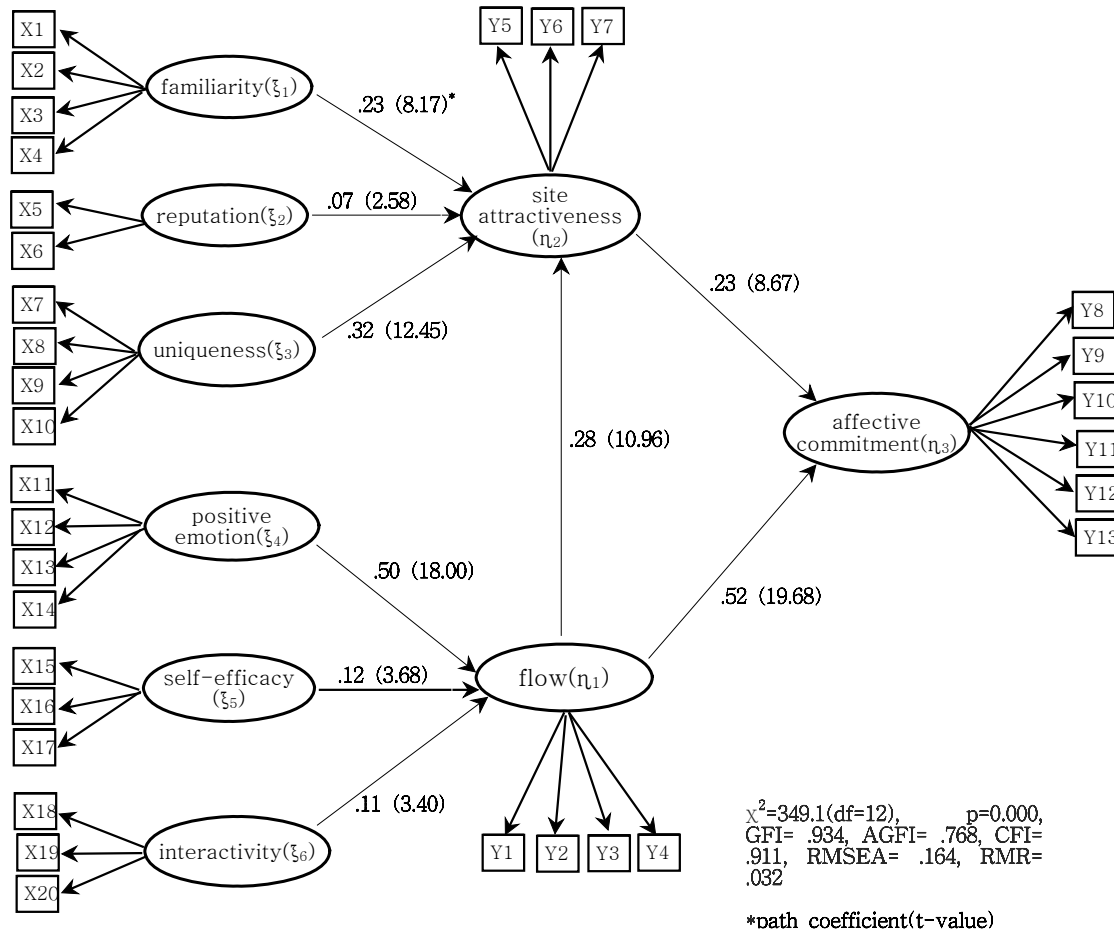 X1
X2
X3
X4
familiarity(ξ1)
.23 (8.17)*
Y5
Y6
Y7
X5
X6
reputation(ξ2)
.07 (2.58)
site
attractiveness
(η2)
X7
X8
X9
X10
uniqueness(ξ3)
.32 (12.45)
.23 (8.67)
.28 (10.96)
affective
commitment(η3)
Y8
Y9
Y10
Y11
Y12
Y13
X11
X12
X13
X14
positive
emotion(ξ4)
.50 (18.00)
.52 (19.68)
X15
X16
X17
self-efficacy
(ξ5)
.12 (3.68)
flow(η1)
X18
X19
X20
interactivity(ξ6)
.11 (3.40)
Y1
Y2
Y3
Y4
χ²=349.1(df=12), p=0.000,
GFI= .934, AGFI= .768, CFI=
.911, RMSEA= .164, RMR=
.032
*path coefficient(t-value)